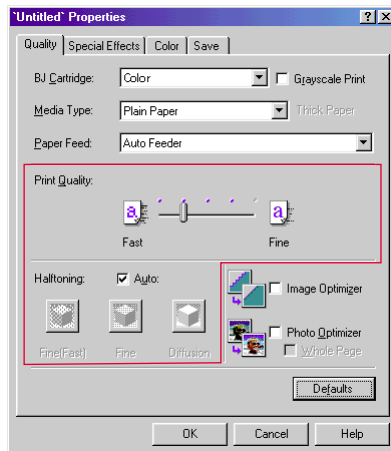 `Untitled` Properties
Quality Special Effects Color Save
BJ Cartridge: Color Grayscale Print
Media Type: Plain Paper Thick Paper
Paper Feed: Auto Feeder
Print Quality:
a a
Fast Fine
Halftoning: Auto:
Image Optimizer
Photo Optimizer
Fine(Fast) Fine Diffusion Whole Page
Defaults
OK Cancel Help